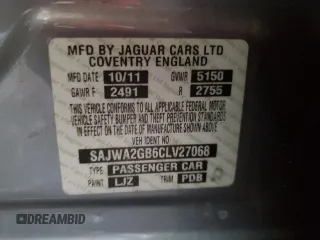 MFD BY JAGUAR CARS LTD
COVENTRY ENGLAND
MFD DATE 10/11 GVWR 5150
GAWR F 2491 R 2755
THIS VEHICLE CONFORMS TO ALL APPLICABLE FEDERAL MOTOR
VEHICLE SAFETY BUMPER AND THEFT PREVENTION STANDARDS
IN EFFECT ON THE DATE OF MANUFACTURE SHOWN ABOVE
VEH IDENT
SAJWA2GB6CLV27068
TYPE PASSENGER CAR
PAINT LJZ TRIM PDB
DREAMBID